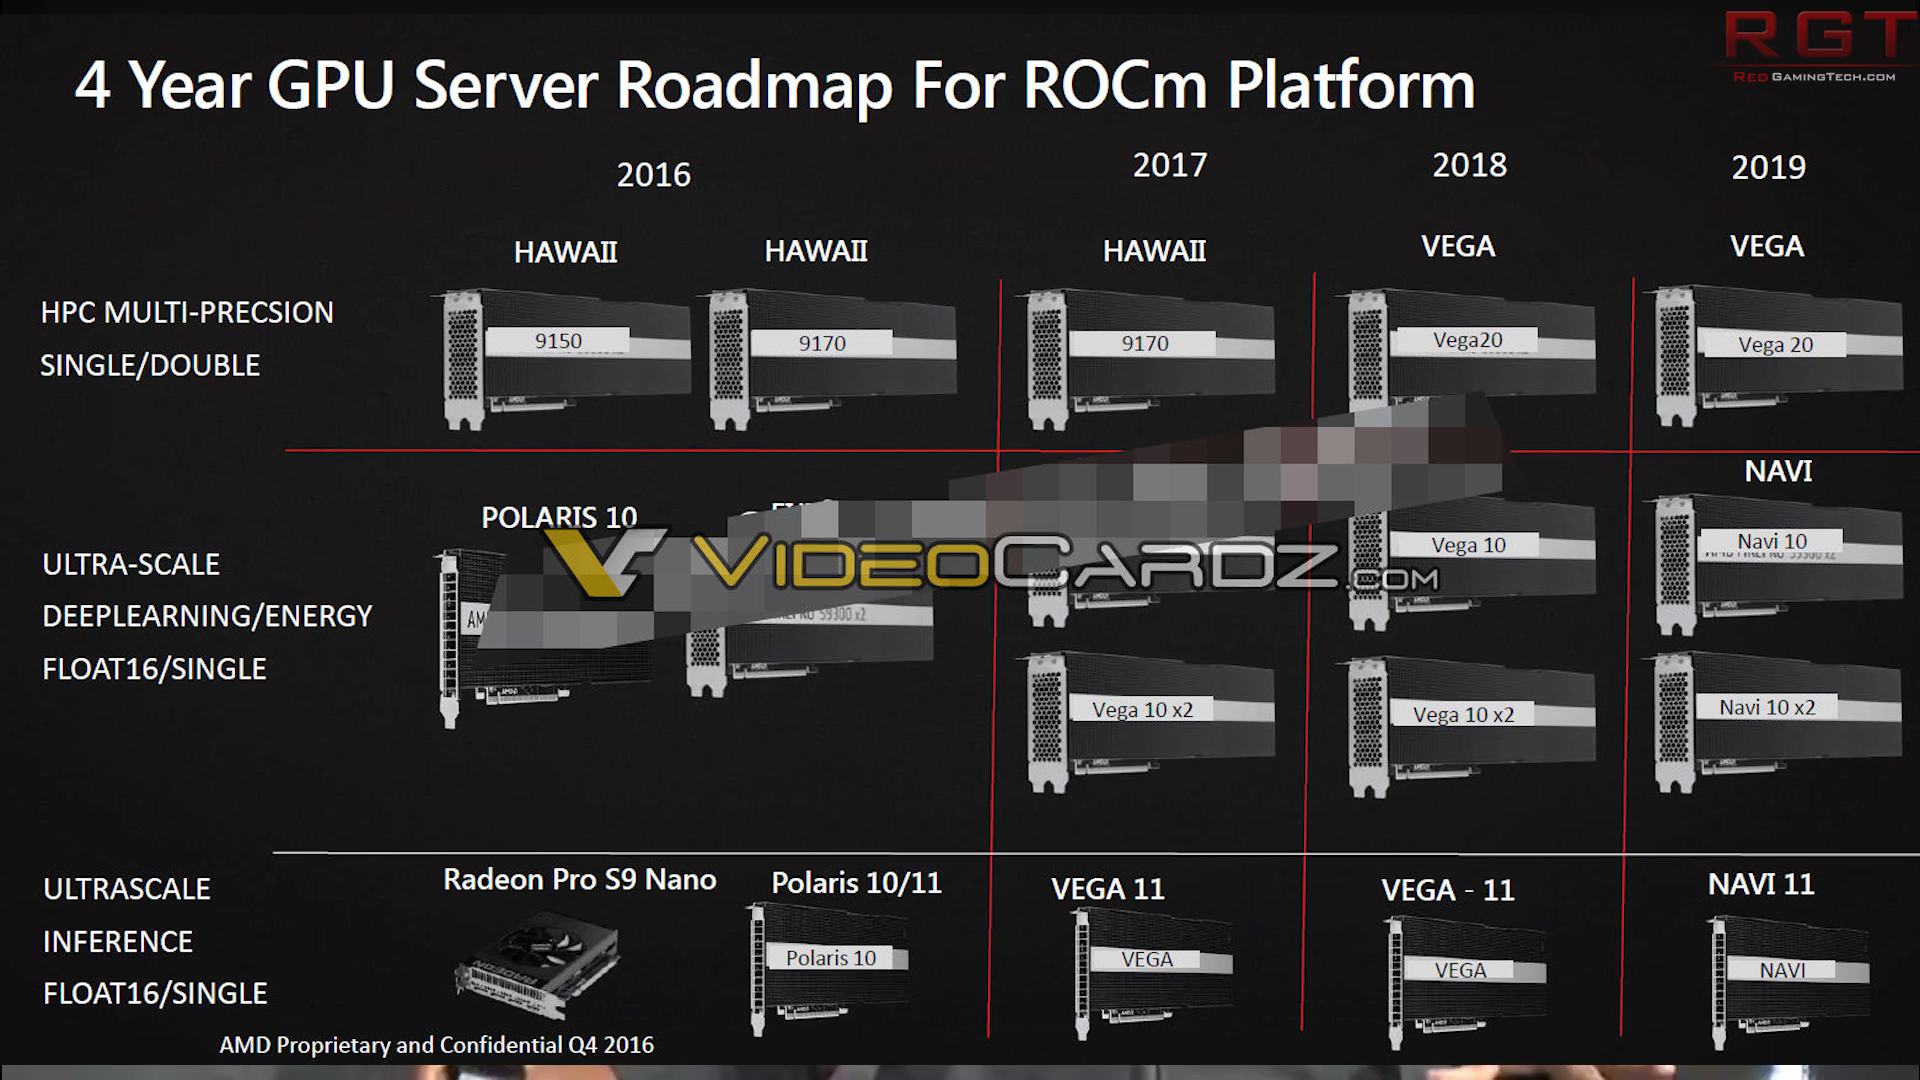 RGT
REDGAMINGTECH.COM
4 Year GPU Server Roadmap For ROCm Platform
2016
2017
2018
2019
HAWAII
HAWAII
HAWAII
VEGA
VEGA
HPC MULTI-PRECSION
SINGLE/DOUBLE
9150
9170
9170
Vega20
Vega 20
NAVI
POLARIS 10
ULTRA-SCALE
DEEPLEARNING/ENERGY
FLOAT16/SINGLE
Vega 10
Navi 10
VIDEOCARDZ.COM
S9300 x2
Vega 10 x2
Vega 10 x2
Navi 10 x2
ULTRASCALE
INFERENCE
FLOAT16/SINGLE
Radeon Pro S9 Nano
Polaris 10/11
VEGA 11
VEGA - 11
NAVI 11
RADEON
Polaris 10
VEGA
VEGA
NAVI
AMD Proprietary and Confidential Q4 2016